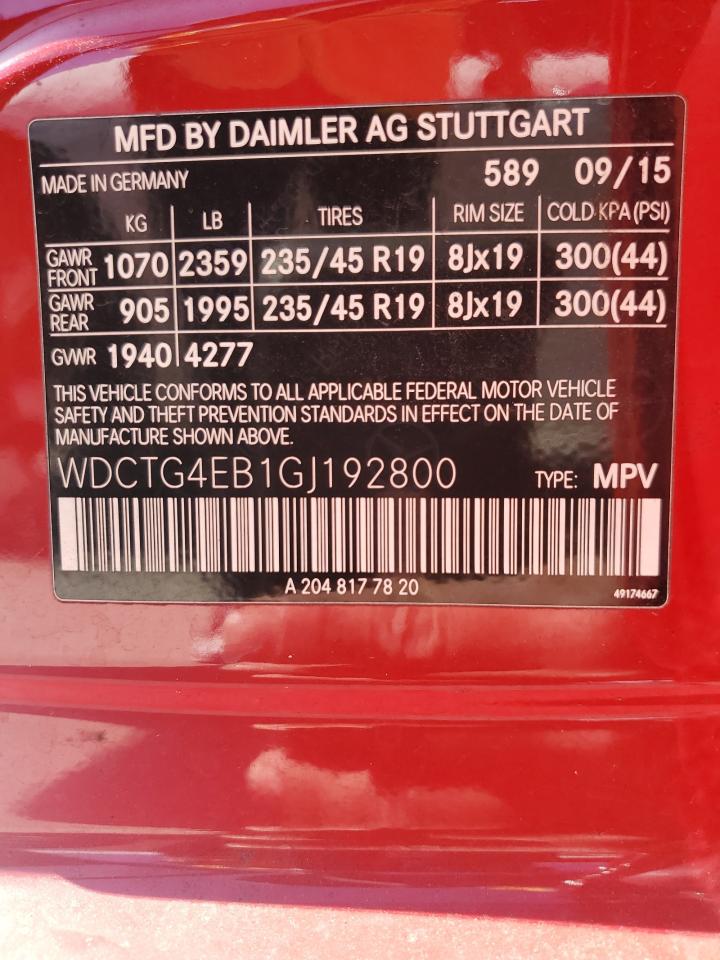 MFD BY DAIMLER AG STUTTGART
MADE IN GERMANY 589 09/15
KG LB TIRES RIM SIZE COLD KPA (PSI)
GAWR FRONT 1070 2359 235/45 R19 8Jx19 300(44)
GAWR REAR 905 1995 235/45 R19 8Jx19 300(44)
GVWR 1940 4277
THIS VEHICLE CONFORMS TO ALL APPLICABLE FEDERAL MOTOR VEHICLE
SAFETY AND THEFT PREVENTION STANDARDS IN EFFECT ON THE DATE OF
MANUFACTURE SHOWN ABOVE.
WDCTG4EB1GJ192800 TYPE: MPV
A 204 817 78 20
49174667